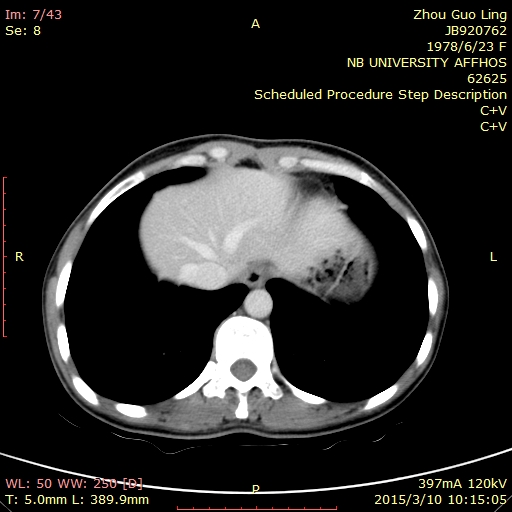 Im: 7/43
Se: 8
A
Zhou Guo Ling
JB920762
1978/6/23 F
NB UNIVERSITY AFFHOS
62625
Scheduled Procedure Step Description
C+V
C+V
R
L
WL: 50 WW: 250 [D]
T: 5.0mm L: 389.9mm
P
397mA 120kV
2015/3/10 10:15:05